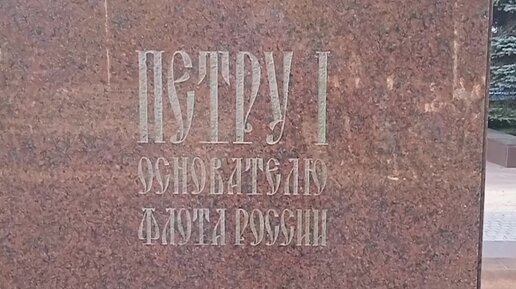 ПЕТРУ I
ОСНОВАТЕЛЮ
ФЛОТА РОССИИ